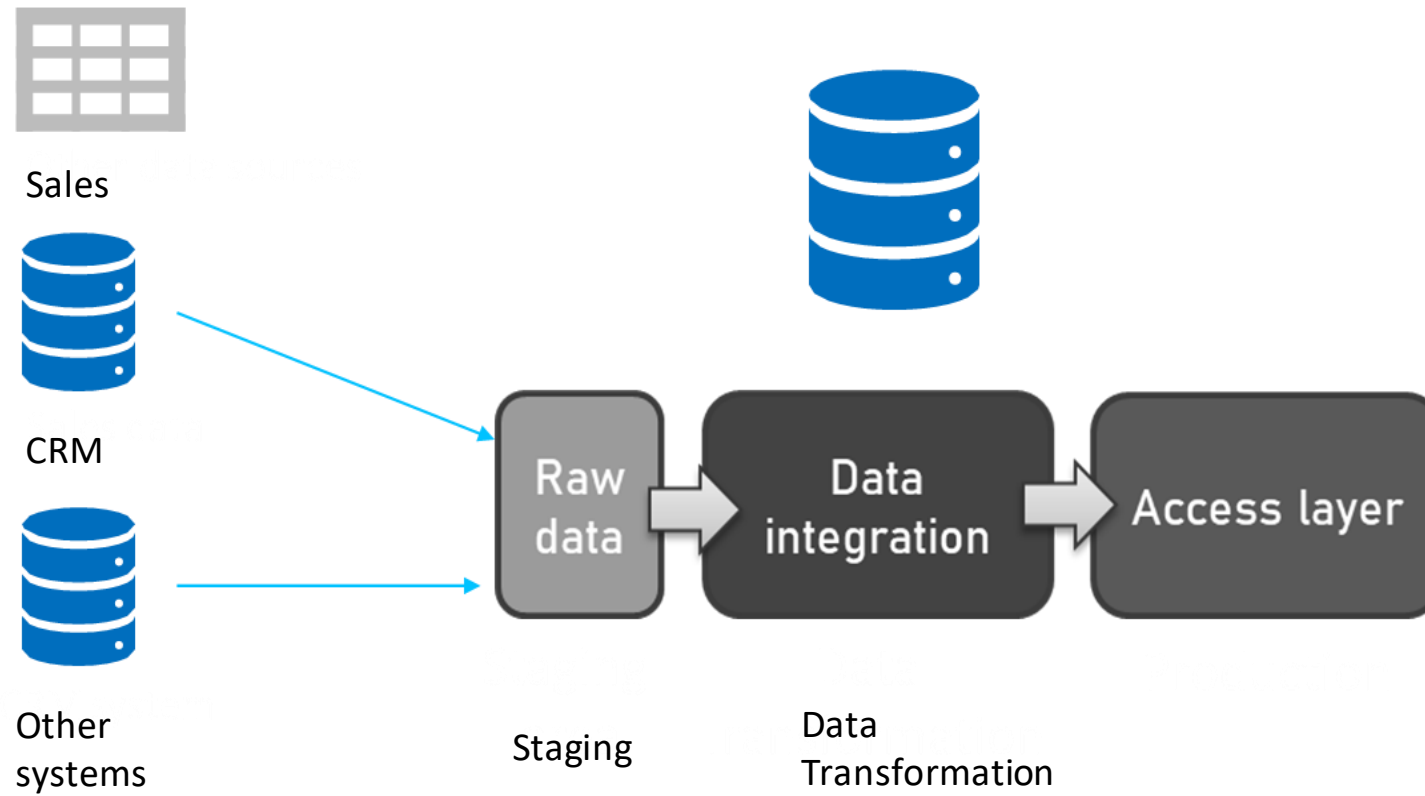 Sales
CRM
Other
systems
Raw
data
Staging
Data
integration
Data
Transformation
Access layer